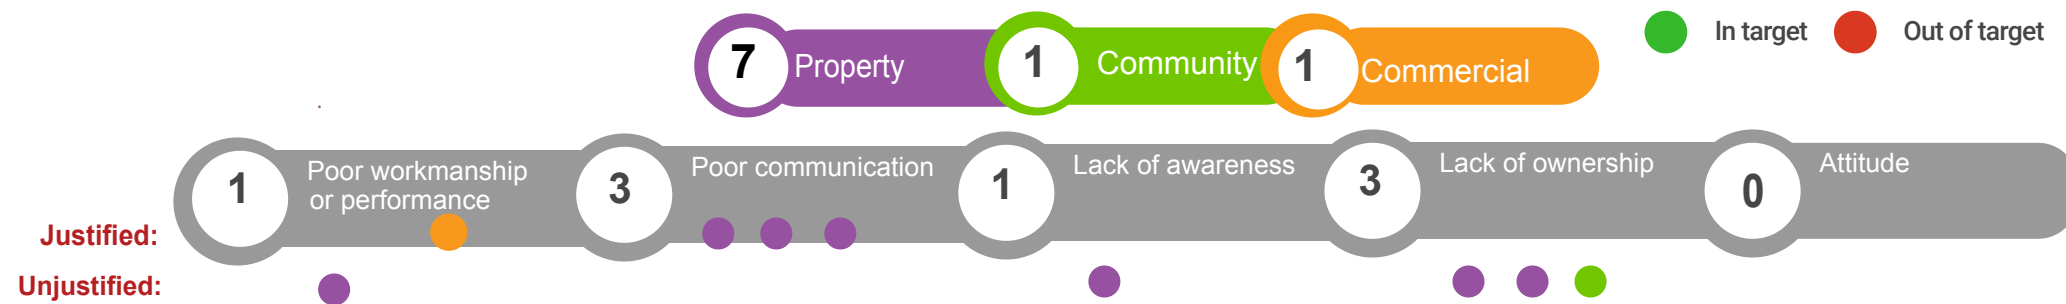 7 Property 1 Community 1 Commercial In target Out of target
1 Poor workmanship
or performance
3 Poor communication
1 Lack of awareness
3 Lack of ownership
0 Attitude
Justified:
Unjustified: